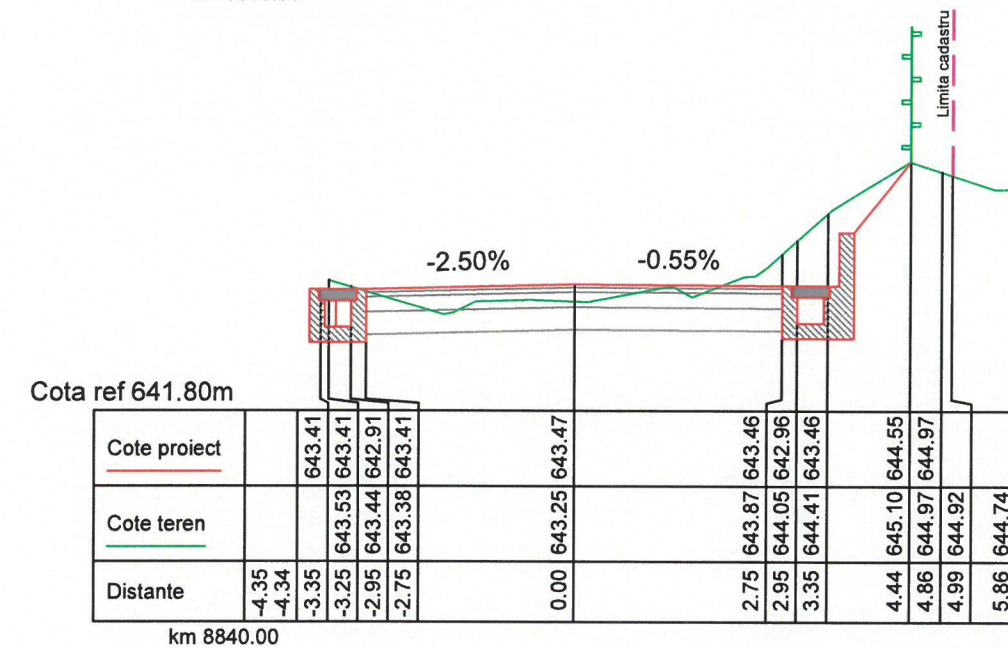 Limita cadastru
-2.50%
-0.55%
Cota ref 641.80m
Cote proiect 643.41 643.41 642.91 643.41 643.47 643.46 642.96 643.46 644.55 644.97
Cote teren 643.53 643.44 643.38 643.25 643.87 644.05 644.41 645.10 644.97 644.92 644.74
Distante -4.35 -4.34 -3.35 -3.25 -2.95 -2.75 0.00 2.75 2.95 3.35 4.44 4.86 4.99 5.86
km 8840.00